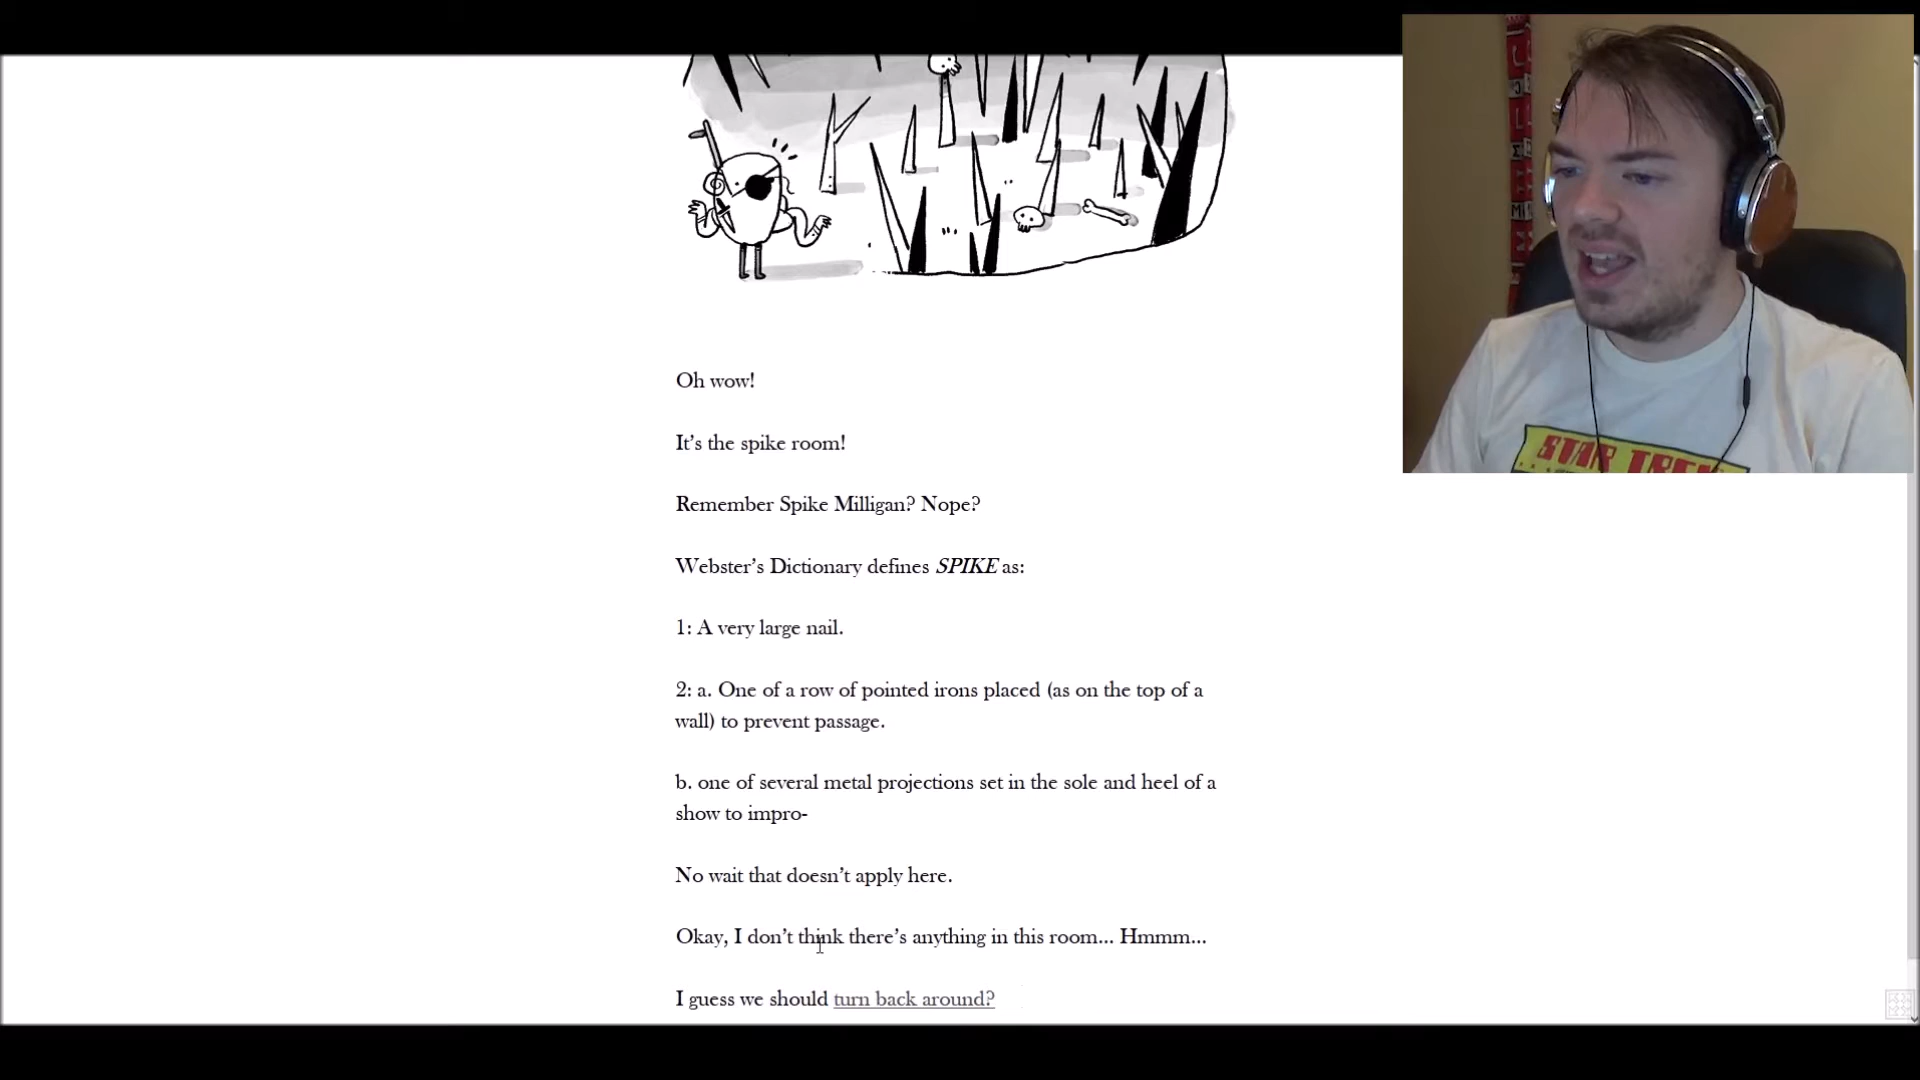 Oh wow!
It's the spike room!
Remember Spike Milligan? Nope?
Webster's Dictionary defines SPIKE as:
1: A very large nail.
2: a. One of a row of pointed irons placed (as on the top of a
wall) to prevent passage.
b. one of several metal projections set in the sole and heel of a
show to impro-
No wait that doesn't apply here.
Okay, I don't think there's anything in this room... Hmmm...
I guess we should turn back around?
STAR TREK